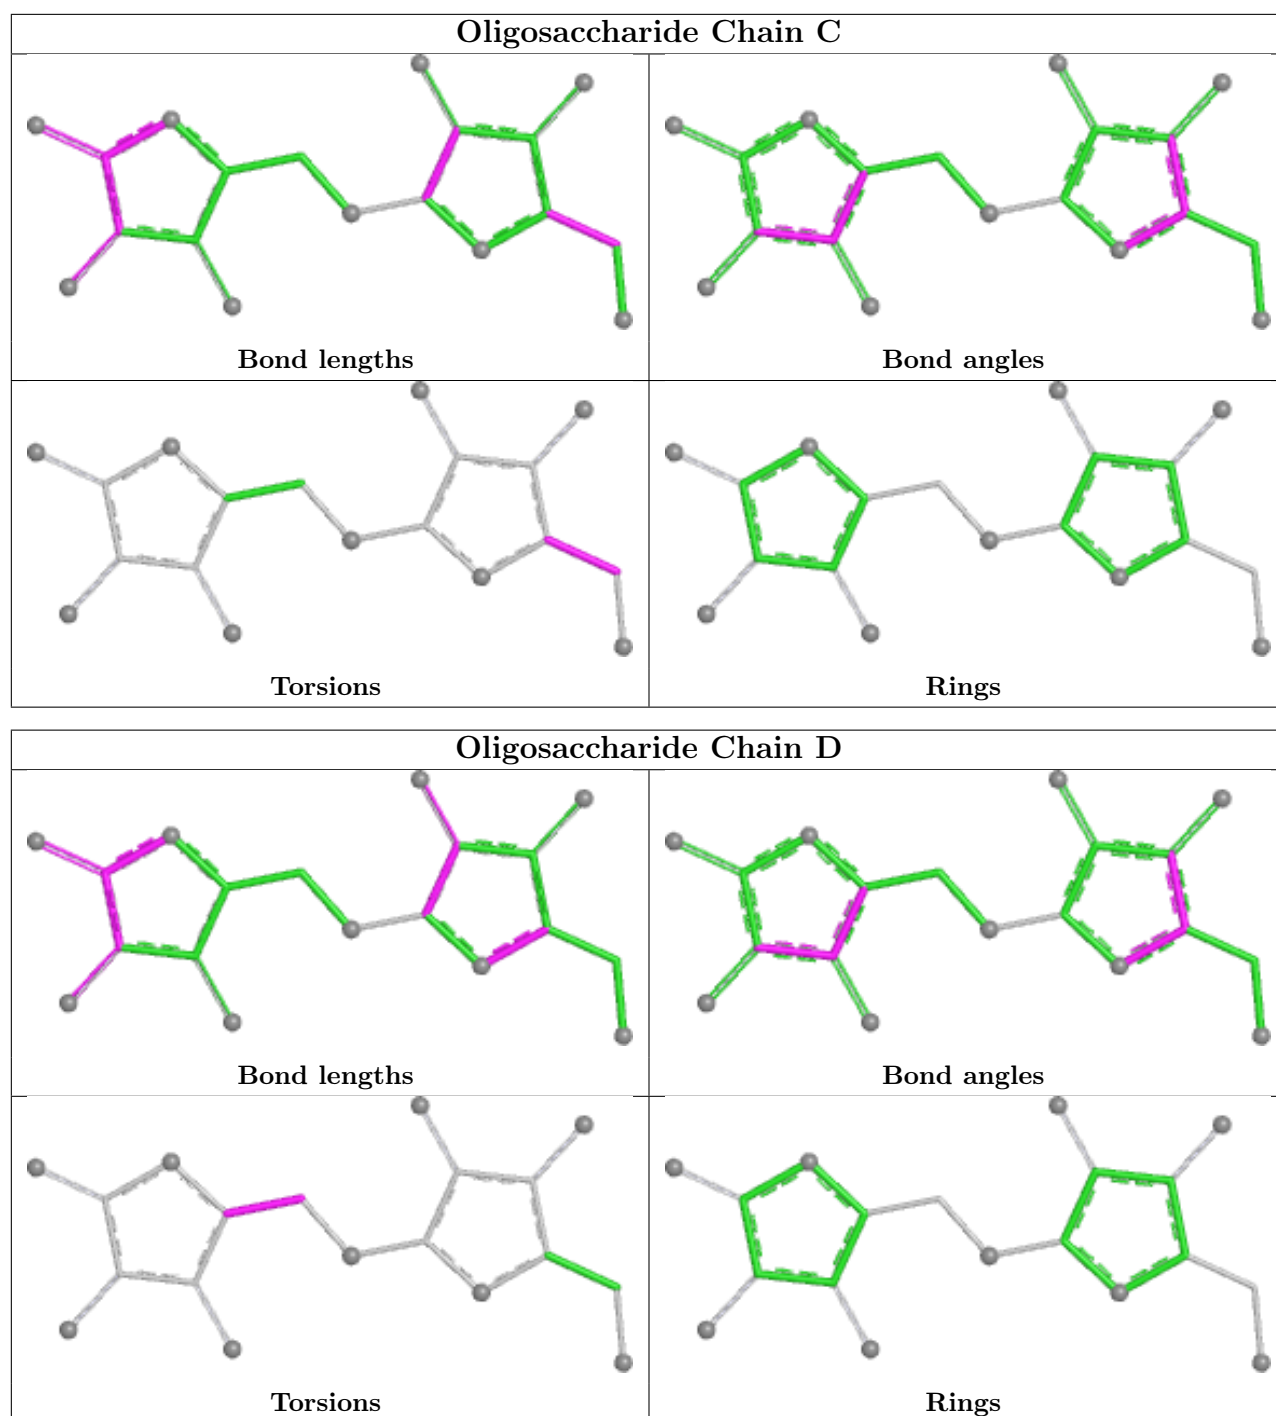 Oligosaccharide Chain C
Bond lengths
Bond angles
Torsions
Rings
Oligosaccharide Chain D
Bond lengths
Bond angles
Torsions
Rings